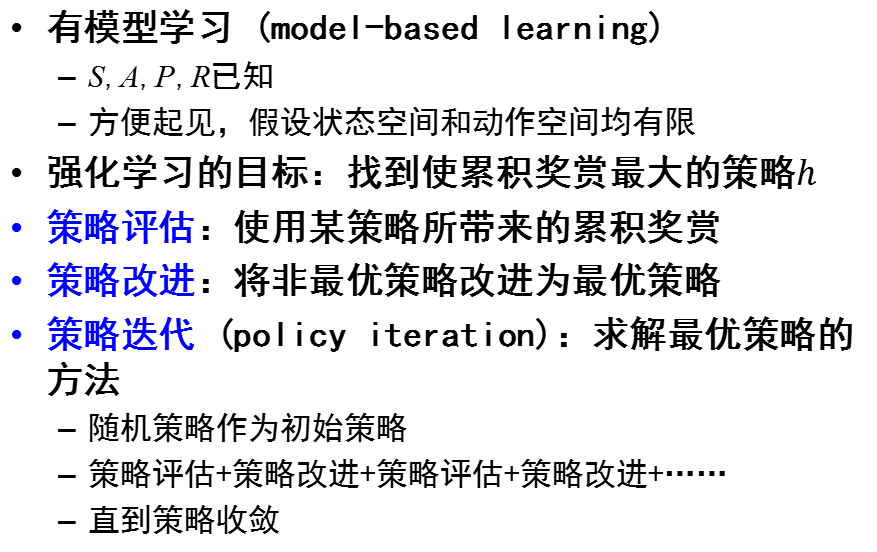 • 有模型学习 (model-based learning)
– S, A, P, R已知
– 方便起见，假设状态空间和动作空间均有限
• 强化学习的目标：找到使累积奖赏最大的策略h
• 策略评估：使用某策略所带来的累积奖赏
• 策略改进：将非最优策略改进为最优策略
• 策略迭代 (policy iteration)：求解最优策略的
方法
– 随机策略作为初始策略
– 策略评估+策略改进+策略评估+策略改进+……
– 直到策略收敛